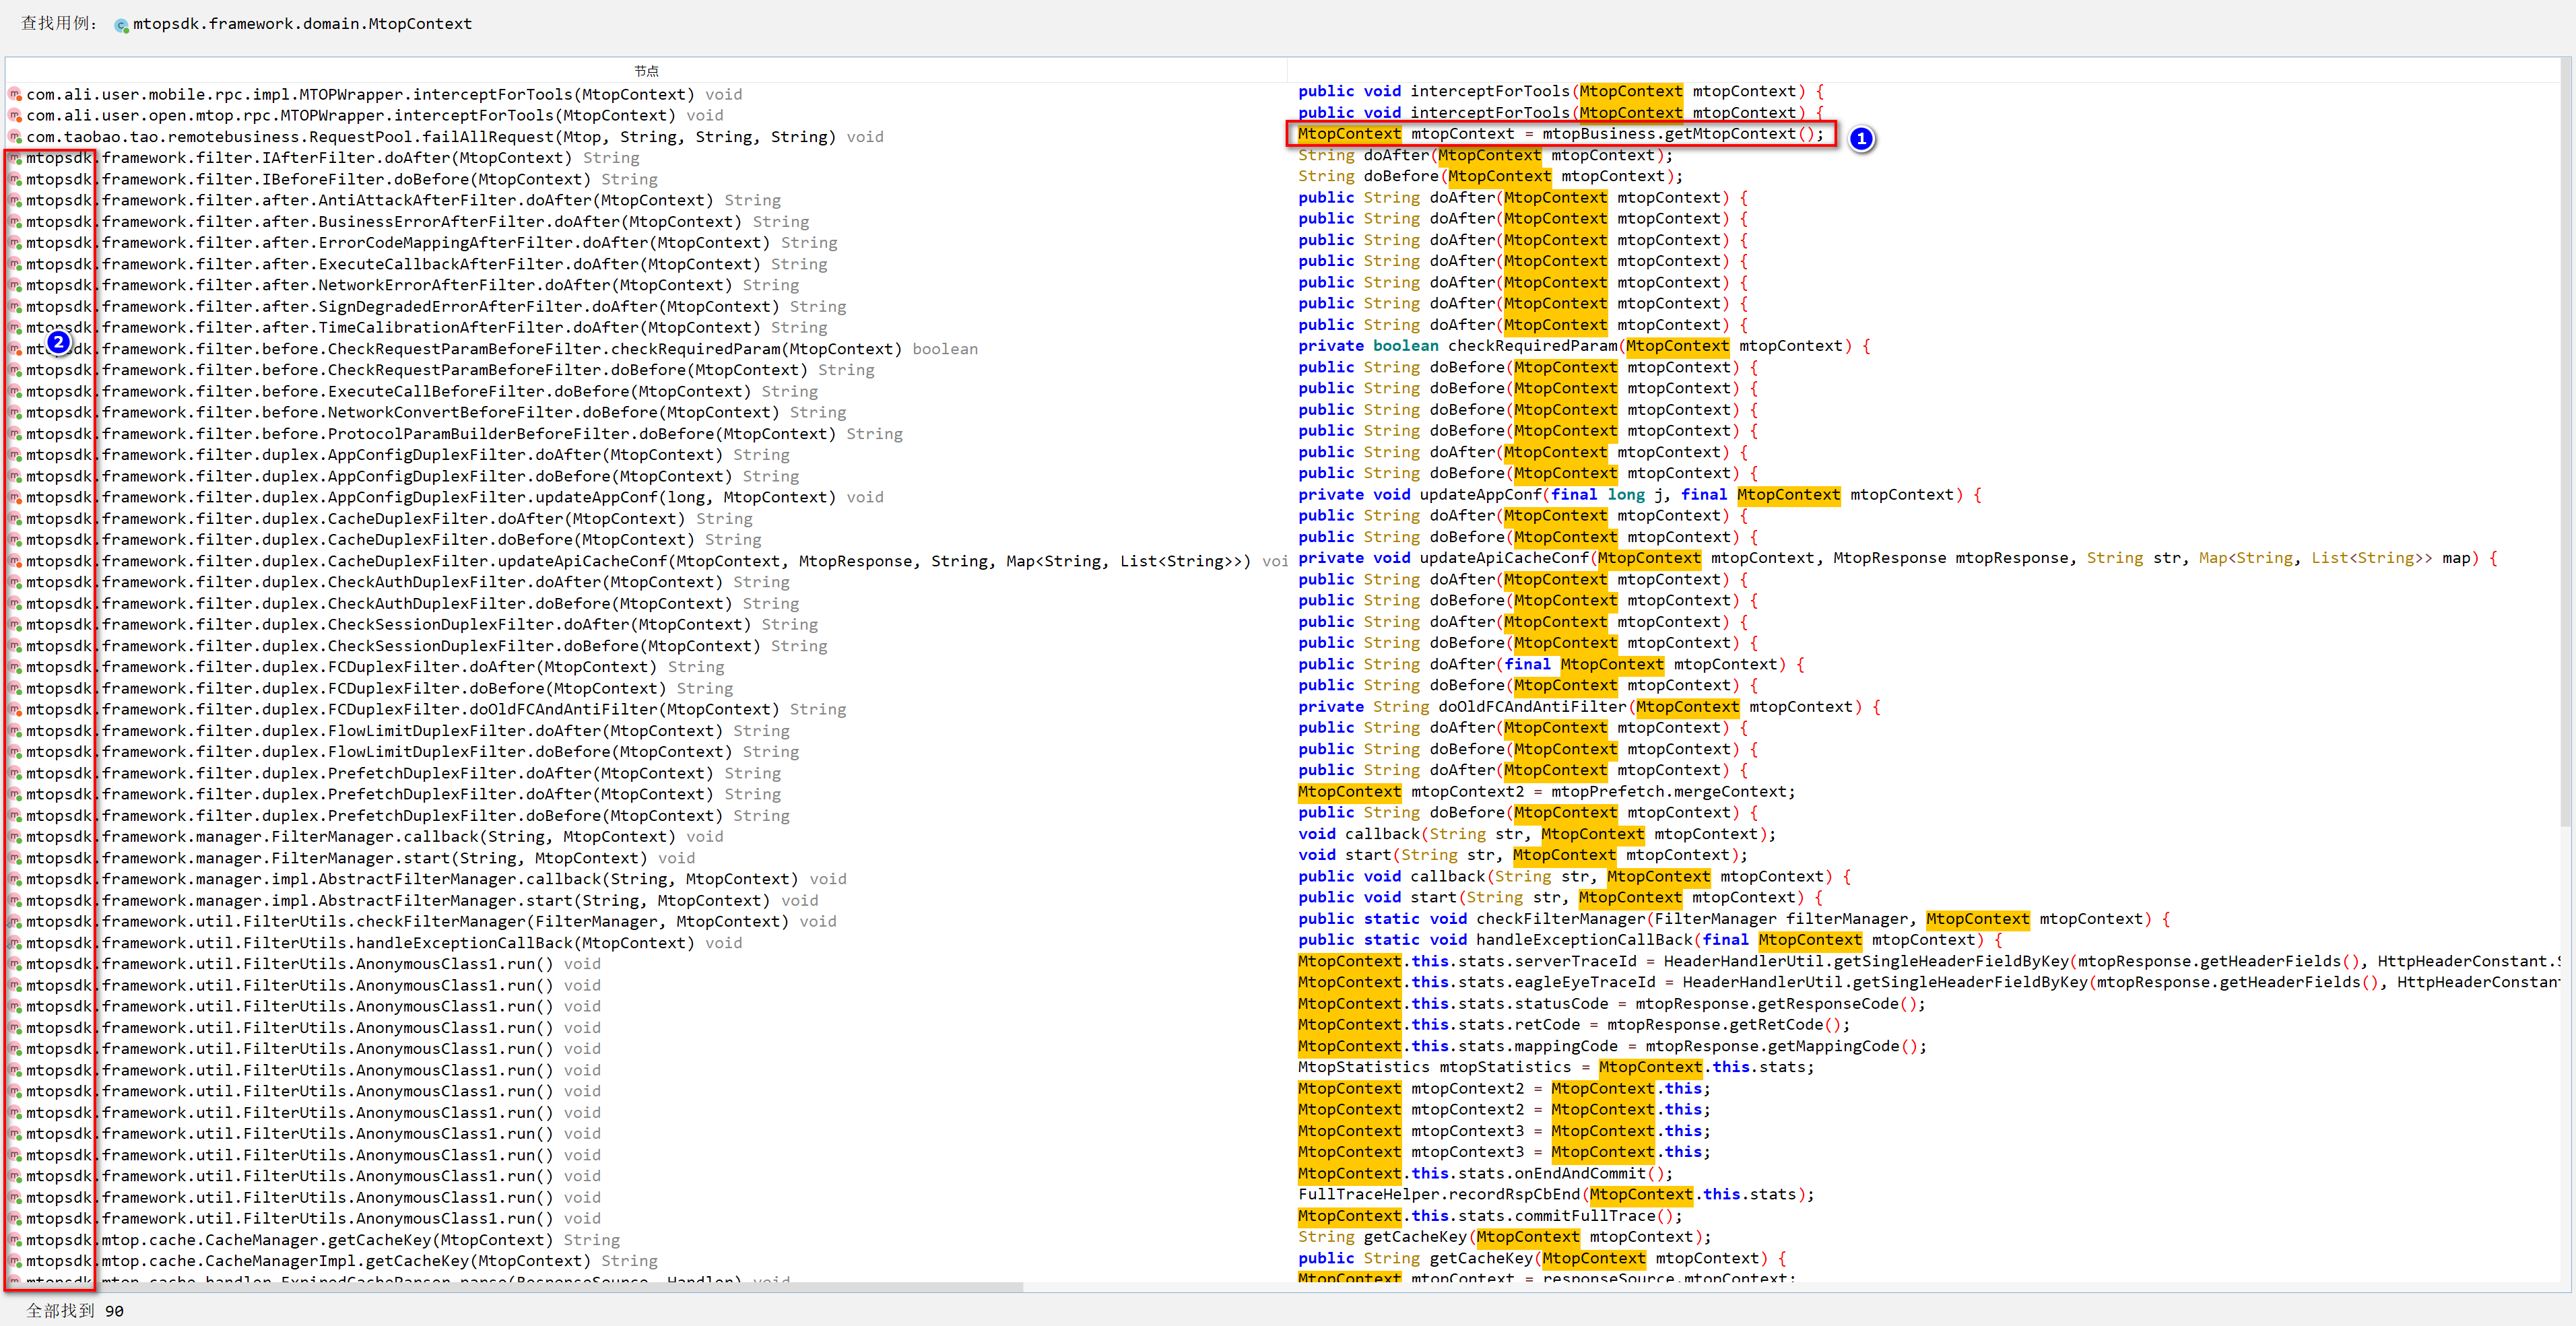 查找用例： mtopsdk.framework.domain.MtopContext
节点
com.ali.user.mobile.rpc.impl.MTOPWrapper.interceptForTools(MtopContext) void public void interceptForTools(MtopContext mtopContext) {
com.ali.user.open.mtop.rpc.MTOPWrapper.interceptForTools(MtopContext) void public void interceptForTools(MtopContext mtopContext) {
com.taobao.tao.remotebusiness.RequestPool.failAllRequest(Mtop, String, String, String) void MtopContext mtopContext = mtopBusiness.getMtopContext(); 1
mtopsdk.framework.filter.IAfterFilter.doAfter(MtopContext) String String doAfter(MtopContext mtopContext);
mtopsdk.framework.filter.IBeforeFilter.doBefore(MtopContext) String String doBefore(MtopContext mtopContext);
mtopsdk.framework.filter.after.AntiAttackAfterFilter.doAfter(MtopContext) String public String doAfter(MtopContext mtopContext) {
mtopsdk.framework.filter.after.BusinessErrorAfterFilter.doAfter(MtopContext) String public String doAfter(MtopContext mtopContext) {
mtopsdk.framework.filter.after.ErrorCodeMappingAfterFilter.doAfter(MtopContext) String public String doAfter(MtopContext mtopContext) {
mtopsdk.framework.filter.after.ExecuteCallbackAfterFilter.doAfter(MtopContext) String public String doAfter(MtopContext mtopContext) {
mtopsdk.framework.filter.after.NetworkErrorAfterFilter.doAfter(MtopContext) String public String doAfter(MtopContext mtopContext) {
mtopsdk.framework.filter.after.SignDegradedErrorAfterFilter.doAfter(MtopContext) String public String doAfter(MtopContext mtopContext) {
mtopsdk.framework.filter.after.TimeCalibrationAfterFilter.doAfter(MtopContext) String public String doAfter(MtopContext mtopContext) {
2
mtopsdk.framework.filter.before.CheckRequestParamBeforeFilter.checkRequiredParam(MtopContext) boolean private boolean checkRequiredParam(MtopContext mtopContext) {
mtopsdk.framework.filter.before.CheckRequestParamBeforeFilter.doBefore(MtopContext) String public String doBefore(MtopContext mtopContext) {
mtopsdk.framework.filter.before.ExecuteCallBeforeFilter.doBefore(MtopContext) String public String doBefore(MtopContext mtopContext) {
mtopsdk.framework.filter.before.NetworkConvertBeforeFilter.doBefore(MtopContext) String public String doBefore(MtopContext mtopContext) {
mtopsdk.framework.filter.before.ProtocolParamBuilderBeforeFilter.doBefore(MtopContext) String public String doBefore(MtopContext mtopContext) {
mtopsdk.framework.filter.duplex.AppConfigDuplexFilter.doAfter(MtopContext) String public String doAfter(MtopContext mtopContext) {
mtopsdk.framework.filter.duplex.AppConfigDuplexFilter.doBefore(MtopContext) String public String doBefore(MtopContext mtopContext) {
mtopsdk.framework.filter.duplex.AppConfigDuplexFilter.updateAppConf(long, MtopContext) void private void updateAppConf(final long j, final MtopContext mtopContext) {
mtopsdk.framework.filter.duplex.CacheDuplexFilter.doAfter(MtopContext) String public String doAfter(MtopContext mtopContext) {
mtopsdk.framework.filter.duplex.CacheDuplexFilter.doBefore(MtopContext) String public String doBefore(MtopContext mtopContext) {
mtopsdk.framework.filter.duplex.CacheDuplexFilter.updateApiCacheConf(MtopContext, MtopResponse, String, Map<String, List<String>>) voi private void updateApiCacheConf(MtopContext mtopContext, MtopResponse mtopResponse, String str, Map<String, List<String>> map) {
mtopsdk.framework.filter.duplex.CheckAuthDuplexFilter.doAfter(MtopContext) String public String doAfter(MtopContext mtopContext) {
mtopsdk.framework.filter.duplex.CheckAuthDuplexFilter.doBefore(MtopContext) String public String doBefore(MtopContext mtopContext) {
mtopsdk.framework.filter.duplex.CheckSessionDuplexFilter.doAfter(MtopContext) String public String doAfter(MtopContext mtopContext) {
mtopsdk.framework.filter.duplex.CheckSessionDuplexFilter.doBefore(MtopContext) String public String doBefore(MtopContext mtopContext) {
mtopsdk.framework.filter.duplex.FCDuplexFilter.doAfter(MtopContext) String public String doAfter(final MtopContext mtopContext) {
mtopsdk.framework.filter.duplex.FCDuplexFilter.doBefore(MtopContext) String public String doBefore(MtopContext mtopContext) {
mtopsdk.framework.filter.duplex.FCDuplexFilter.doOldFCAndAntiFilter(MtopContext) String private String doOldFCAndAntiFilter(MtopContext mtopContext) {
mtopsdk.framework.filter.duplex.FlowLimitDuplexFilter.doAfter(MtopContext) String public String doAfter(MtopContext mtopContext) {
mtopsdk.framework.filter.duplex.FlowLimitDuplexFilter.doBefore(MtopContext) String public String doBefore(MtopContext mtopContext) {
mtopsdk.framework.filter.duplex.PrefetchDuplexFilter.doAfter(MtopContext) String public String doAfter(MtopContext mtopContext) {
mtopsdk.framework.filter.duplex.PrefetchDuplexFilter.doAfter(MtopContext) String MtopContext mtopContext2 = mtopPrefetch.mergeContext;
mtopsdk.framework.filter.duplex.PrefetchDuplexFilter.doBefore(MtopContext) String public String doBefore(MtopContext mtopContext) {
mtopsdk.framework.manager.FilterManager.callback(String, MtopContext) void void callback(String str, MtopContext mtopContext);
mtopsdk.framework.manager.FilterManager.start(String, MtopContext) void void start(String str, MtopContext mtopContext);
mtopsdk.framework.manager.impl.AbstractFilterManager.callback(String, MtopContext) void public void callback(String str, MtopContext mtopContext) {
mtopsdk.framework.manager.impl.AbstractFilterManager.start(String, MtopContext) void public void start(String str, MtopContext mtopContext) {
mtopsdk.framework.util.FilterUtils.checkFilterManager(FilterManager, MtopContext) void public static void checkFilterManager(FilterManager filterManager, MtopContext mtopContext) {
mtopsdk.framework.util.FilterUtils.handleExceptionCallBack(MtopContext) void public static void handleExceptionCallBack(final MtopContext mtopContext) {
mtopsdk.framework.util.FilterUtils.AnonymousClass1.run() void MtopContext.this.stats.serverTraceId = HeaderHandlerUtil.getSingleHeaderFieldByKey(mtopResponse.getHeaderFields(), HttpHeaderConstant.S
mtopsdk.framework.util.FilterUtils.AnonymousClass1.run() void MtopContext.this.stats.eagleEyeTraceId = HeaderHandlerUtil.getSingleHeaderFieldByKey(mtopResponse.getHeaderFields(), HttpHeaderConstan
mtopsdk.framework.util.FilterUtils.AnonymousClass1.run() void MtopContext.this.stats.statusCode = mtopResponse.getResponseCode();
mtopsdk.framework.util.FilterUtils.AnonymousClass1.run() void MtopContext.this.stats.retCode = mtopResponse.getRetCode();
mtopsdk.framework.util.FilterUtils.AnonymousClass1.run() void MtopContext.this.stats.mappingCode = mtopResponse.getMappingCode();
mtopsdk.framework.util.FilterUtils.AnonymousClass1.run() void MtopStatistics mtopStatistics = MtopContext.this.stats;
mtopsdk.framework.util.FilterUtils.AnonymousClass1.run() void MtopContext mtopContext2 = MtopContext.this;
mtopsdk.framework.util.FilterUtils.AnonymousClass1.run() void MtopContext mtopContext2 = MtopContext.this;
mtopsdk.framework.util.FilterUtils.AnonymousClass1.run() void MtopContext mtopContext3 = MtopContext.this;
mtopsdk.framework.util.FilterUtils.AnonymousClass1.run() void MtopContext mtopContext3 = MtopContext.this;
mtopsdk.framework.util.FilterUtils.AnonymousClass1.run() void MtopContext.this.stats.onEndAndCommit();
mtopsdk.framework.util.FilterUtils.AnonymousClass1.run() void FullTraceHelper.recordRspCbEnd(MtopContext.this.stats);
mtopsdk.framework.util.FilterUtils.AnonymousClass1.run() void MtopContext.this.stats.commitFullTrace();
mtopsdk.mtop.cache.CacheManager.getCacheKey(MtopContext) String String getCacheKey(MtopContext mtopContext);
mtopsdk.mtop.cache.CacheManagerImpl.getCacheKey(MtopContext) String public String getCacheKey(MtopContext mtopContext) {
mtopsdk.mtop.cache.handler.ExpiredCacheParser.parse(ResponseSource, Handler) void MtopContext mtopContext = responseSource.mtopContext;
全部找到 90